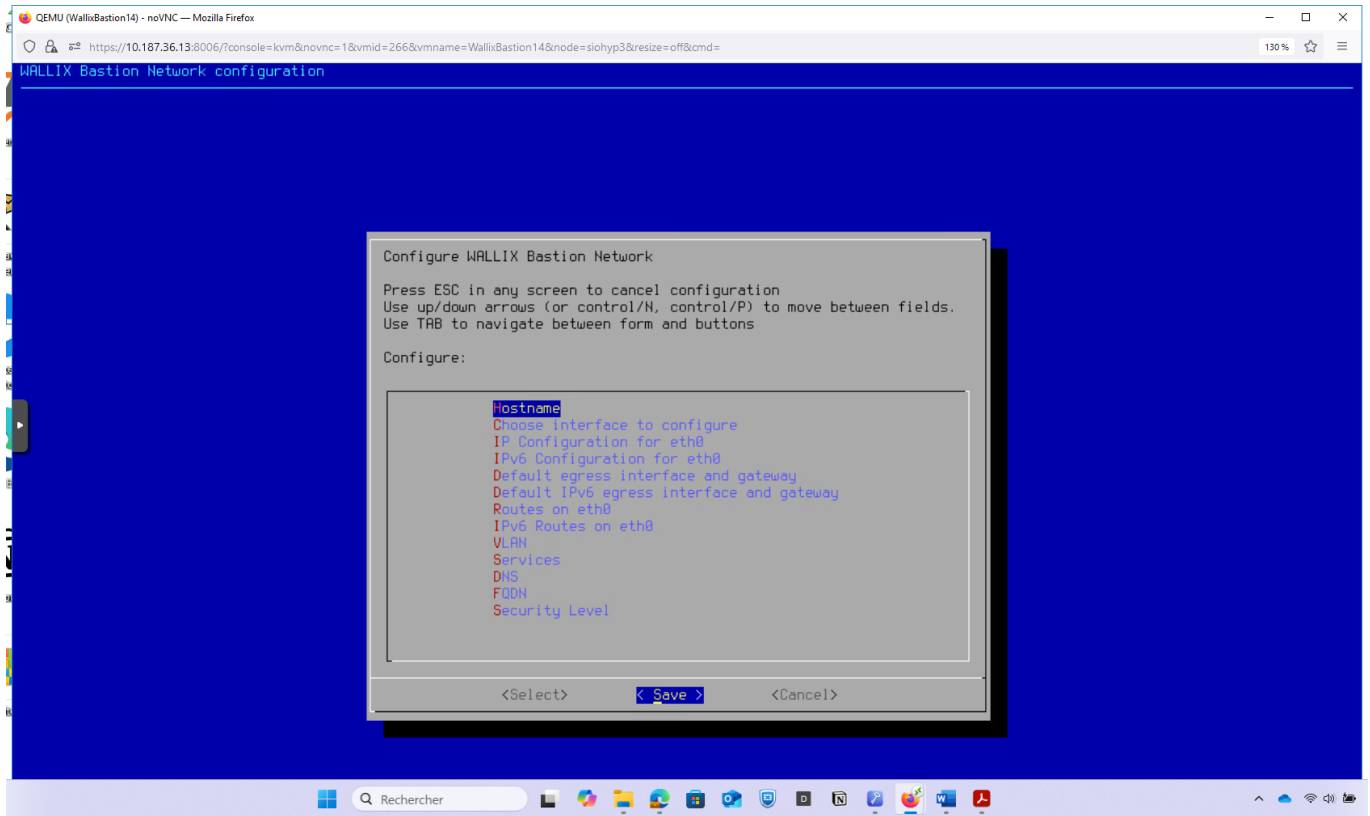 QEMU (WallixBastion14) - noVNC — Mozilla Firefox
https://10.187.36.13:8006/?console=kvm&novnc=1&vmid=266&vmname=WallixBastion14&node=siohyp3&resize=off&cmd=
130 %
WALLIX Bastion Network configuration
Configure WALLIX Bastion Network
Press ESC in any screen to cancel configuration
Use up/down arrows (or control/N, control/P) to move between fields.
Use TAB to navigate between form and buttons
Configure:
Hostname
Choose interface to configure
IP Configuration for eth0
IPv6 Configuration for eth0
Default egress interface and gateway
Default IPv6 egress interface and gateway
Routes on eth0
IPv6 Routes on eth0
VLAN
Services
DNS
FQDN
Security Level
<Select> < Save > <Cancel>
Rechercher